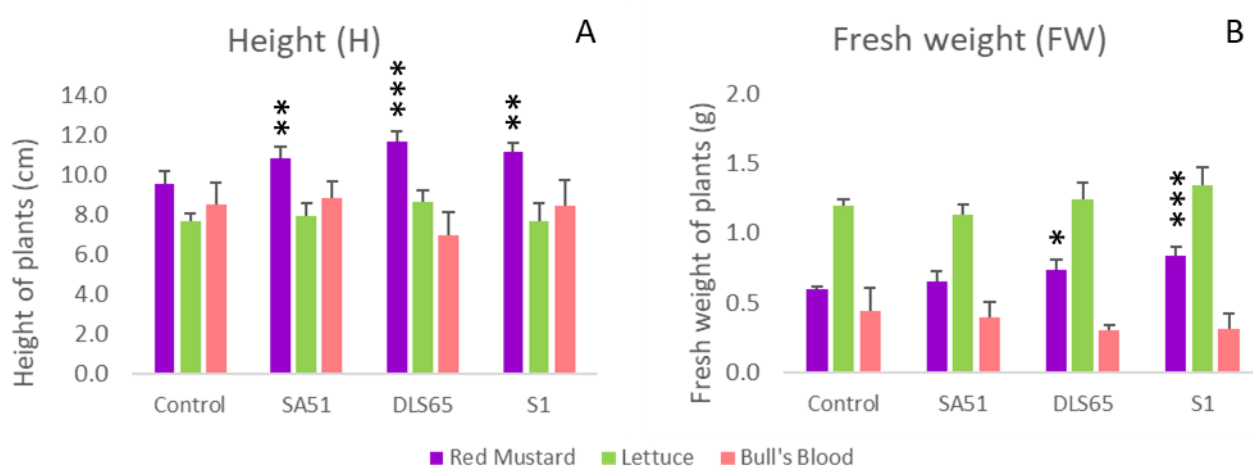 Height (H)
A
Height of plants (cm)
14.0
12.0
10.0
8.0
6.0
4.0
2.0
0.0
**
***
**
Control
SA51
DLS65
S1
Fresh weight (FW)
B
Fresh weight of plants (g)
2.0
1.5
1.0
0.5
0.0
*
***
Control
SA51
DLS65
S1
Red Mustard
Lettuce
Bull's Blood